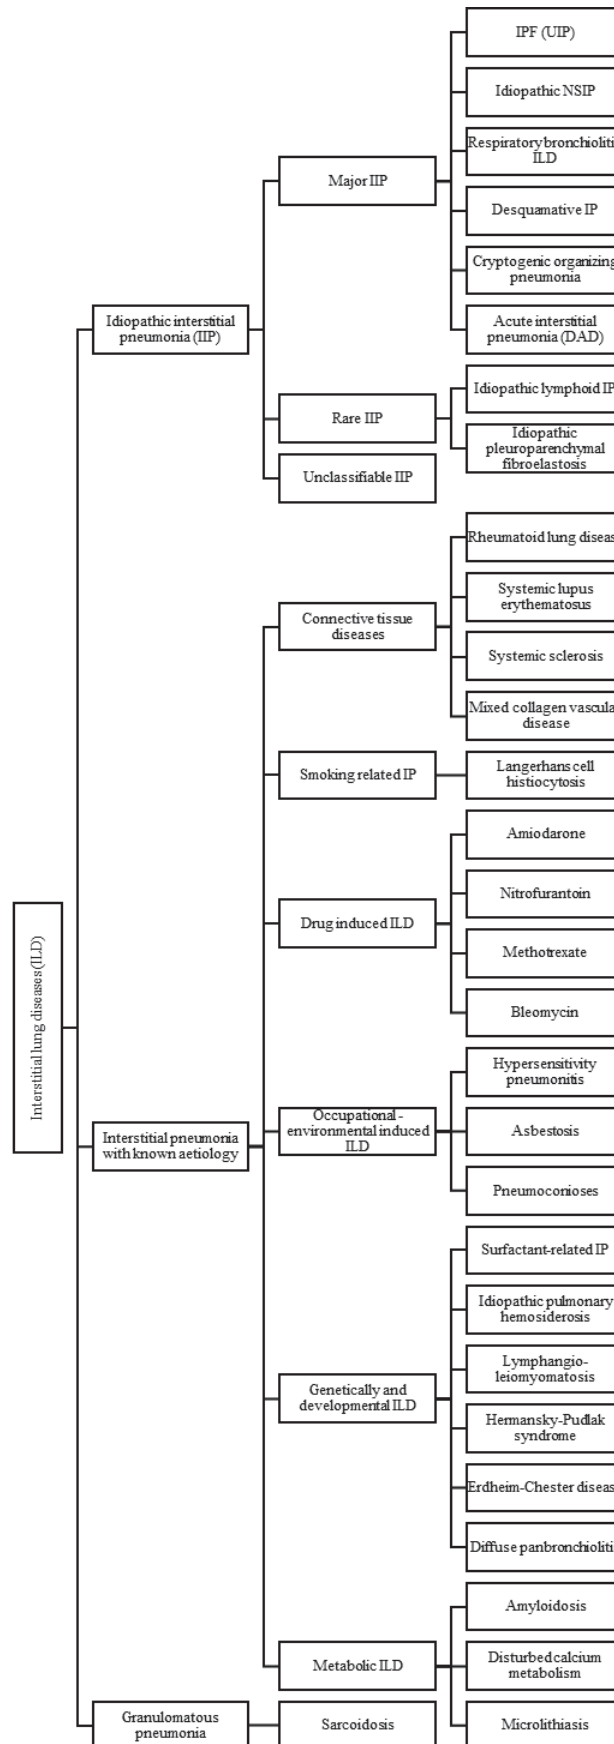 Interstitial lung diseases (ILD)
Idiopathic interstitial
pneumonia (IIP)
Major IIP
IPF (UIP)
Idiopathic NSIP
Respiratory bronchiolitis
ILD
Desquamative IP
Cryptogenic organizing
pneumonia
Acute interstitial
pneumonia (DAD)
Rare IIP
Idiopathic lymphoid IP
Idiopathic
pleuroparenchymal
fibroelastosis
Unclassifiable IIP
Interstitial pneumonia
with known aetiology
Connective tissue
diseases
Rheumatoid lung diseas
Systemic lupus
erythematosus
Systemic sclerosis
Mixed collagen vascula
disease
Smoking related IP
Langerhans cell
histiocytosis
Drug induced ILD
Amiodarone
Nitrofurantoin
Methotrexate
Bleomycin
Occupational -
environmental induced
ILD
Hypersensitivity
pneumonitis
Asbestosis
Pneumoconioses
Genetically and
developmental ILD
Surfactant-related IP
Idiopathic pulmonary
hemosiderosis
Lymphangio-
leiomyomatosis
Hermansky-Pudlak
syndrome
Erdheim-Chester diseas
Diffuse panbronchioliti
Metabolic ILD
Amyloidosis
Disturbed calcium
metabolism
Microlithiasis
Granulomatous
pneumonia
Sarcoidosis